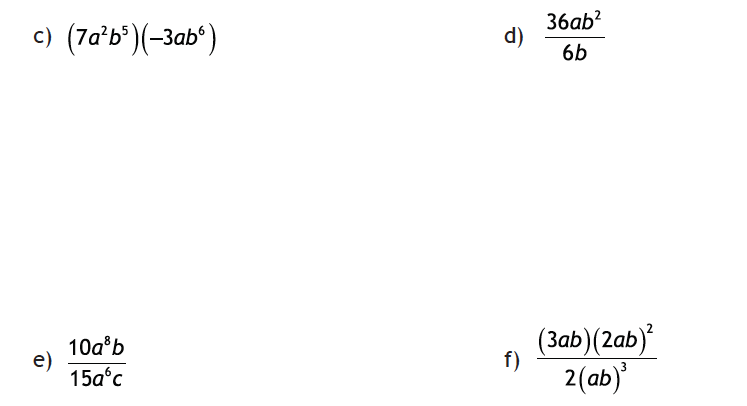 c) (7a²b⁵)(–3ab⁶)
d) 36ab²
6b
e) 10a⁸b
15a⁶c
f) (3ab)(2ab)²
2(ab)³